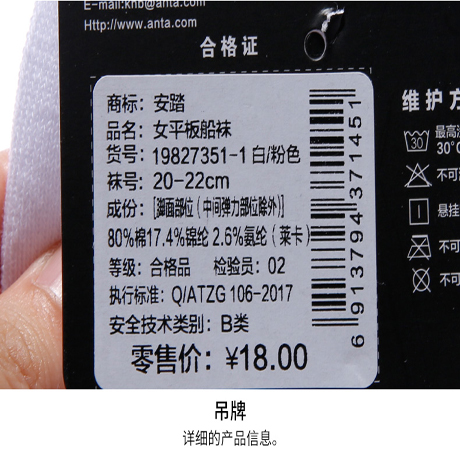 E-mail:knb@anta.com
Http://www.anta.com
合格证
商标：安踏
品名：女平板船袜
货号：19827351-1 白/粉色
袜号：20-22cm
成份：[脚面部位（中间弹力部位除外）]
80%棉17.4%锦纶 2.6%氨纶（莱卡）
等级：合格品 检验员：02
执行标准：Q/ATZG 106-2017
安全技术类别：B类
零售价：¥18.00
6913794371451
维护方
30
最高洗
30°C
不可
悬挂
不可
不可
吊牌
详细的产品信息。